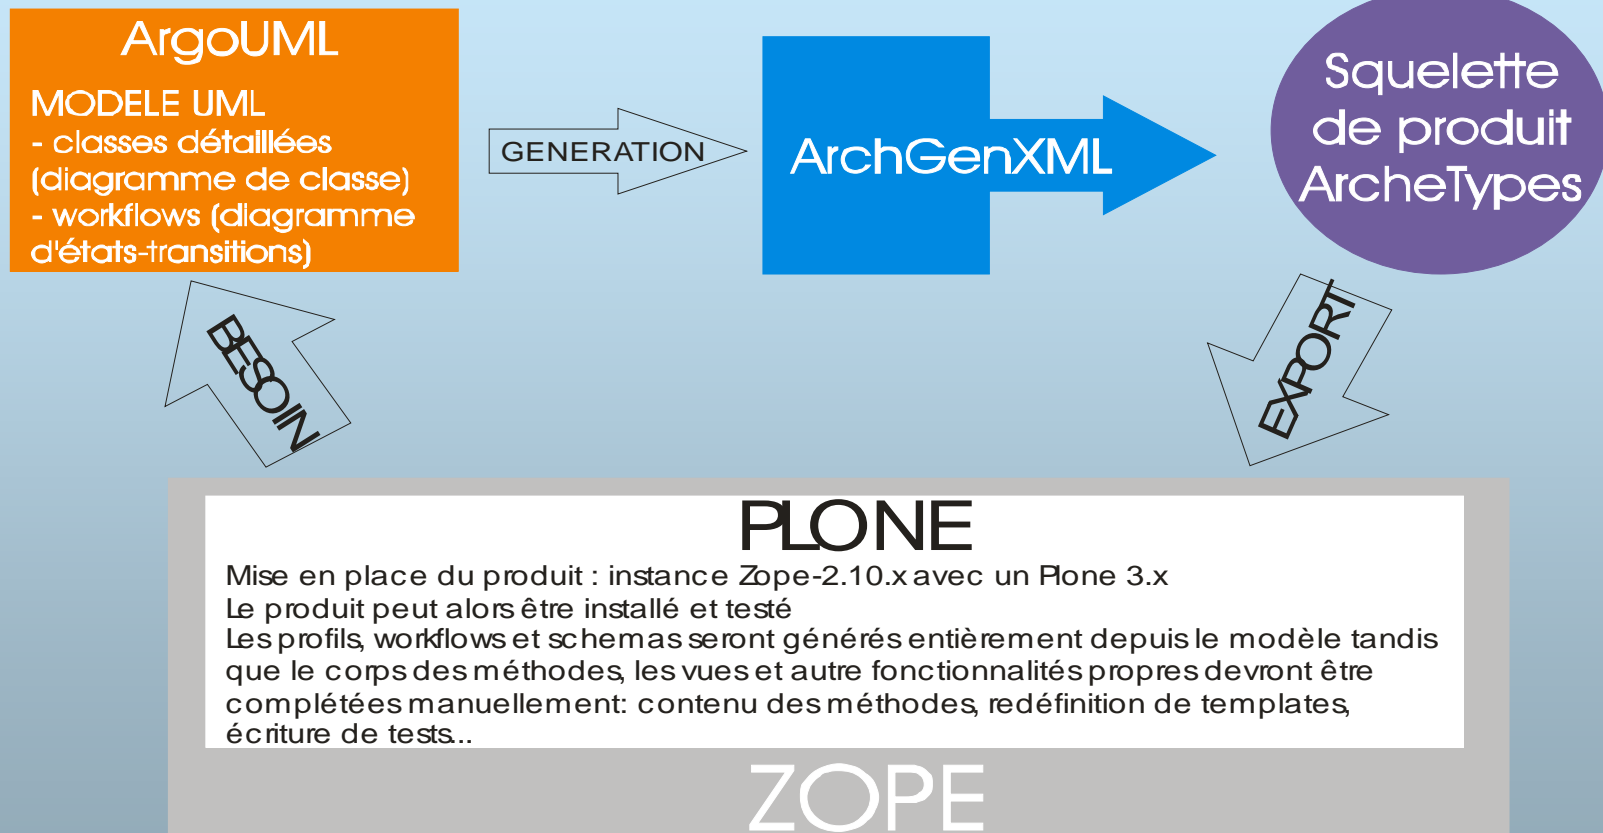 ArgoUML
MODELE UML
- classes détaillées
(diagramme de classe)
- workflows (diagramme
d'états-transitions)
GENERATION
ArchGenXML
Squelette
de produit
ArcheTypes
BESOIN
EXPORT
PLONE
Mise en place du produit : instance Zope-2.10.x avec un Plone 3.x
Le produit peut alors être installé et testé
Les profils, workflows et schemas seront générés entièrement depuis le modèle tandis
que le corps des méthodes, les vues et autre fonctionnalités propres devront être
complétées manuellement: contenu des méthodes, redéfinition de templates,
écriture de tests...
ZOPE